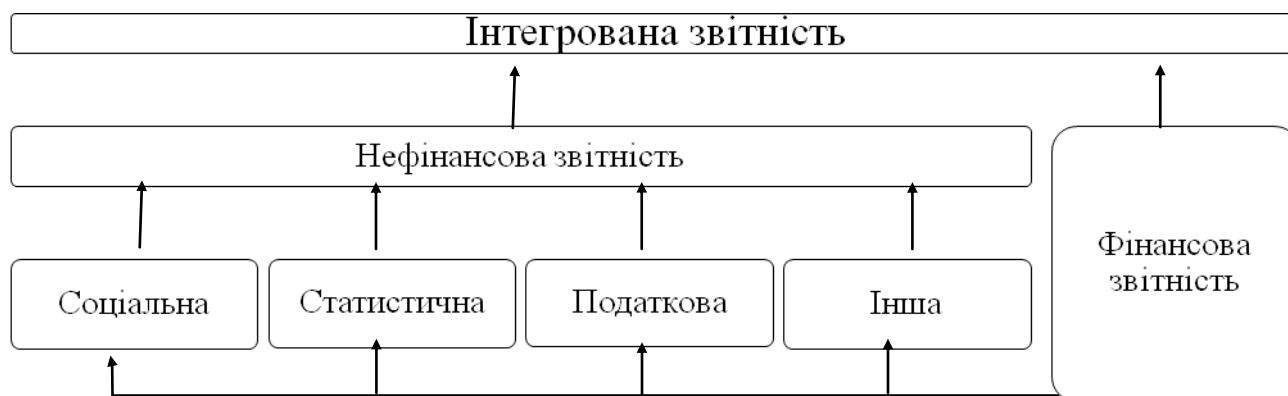 Інтегрована звітність
Нефінансова звітність
Фінансова
звітність
Соціальна
Статистична
Податкова
Інша